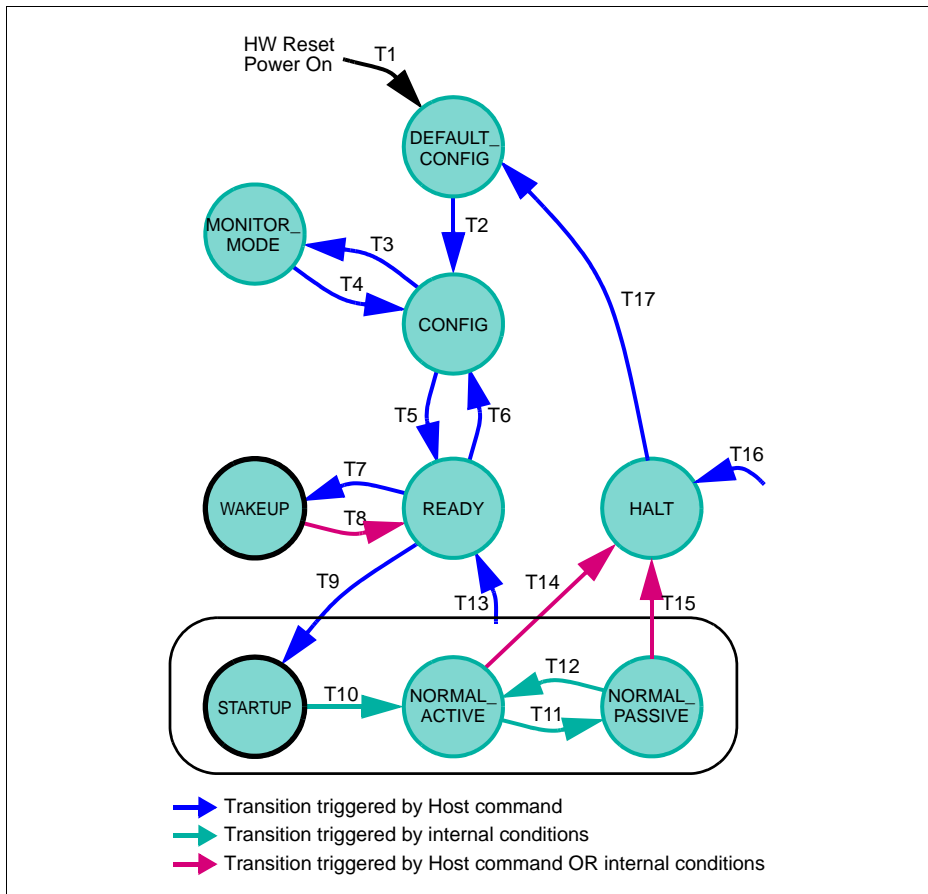 HW Reset
Power On
T1
DEFAULT_
CONFIG
T2
MONITOR_
MODE
T3
T4
CONFIG
T17
T5
T6
T16
T7
WAKEUP
T8
READY
HALT
T9
T13
T14
T15
STARTUP
T10
NORMAL_
ACTIVE
T12
T11
NORMAL_
PASSIVE
Transition triggered by Host command
Transition triggered by internal conditions
Transition triggered by Host command OR internal conditions